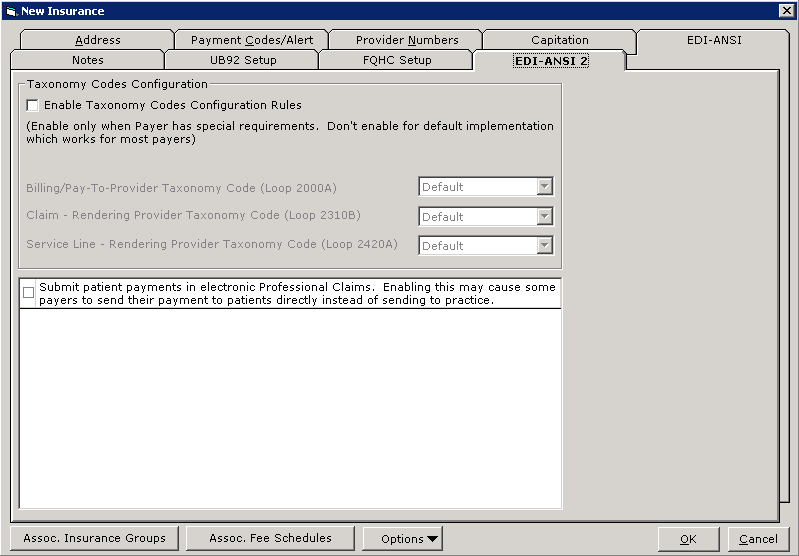 New Insurance
Address
Payment Codes/Alert
Provider Numbers
Capitation
EDI-ANSI
Notes
UB92 Setup
FQHC Setup
EDI-ANSI 2
Taxonomy Codes Configuration
Enable Taxonomy Codes Configuration Rules
(Enable only when Payer has special requirements.  Don't enable for default implementation
which works for most payers)
Billing/Pay-To-Provider Taxonomy Code (Loop 2000A)
Default
Claim - Rendering Provider Taxonomy Code (Loop 2310B)
Default
Service Line - Rendering Provider Taxonomy Code (Loop 2420A)
Default
Submit patient payments in electronic Professional Claims.  Enabling this may cause some
payers to send their payment to patients directly instead of sending to practice.
Assoc. Insurance Groups
Assoc. Fee Schedules
Options
OK
Cancel